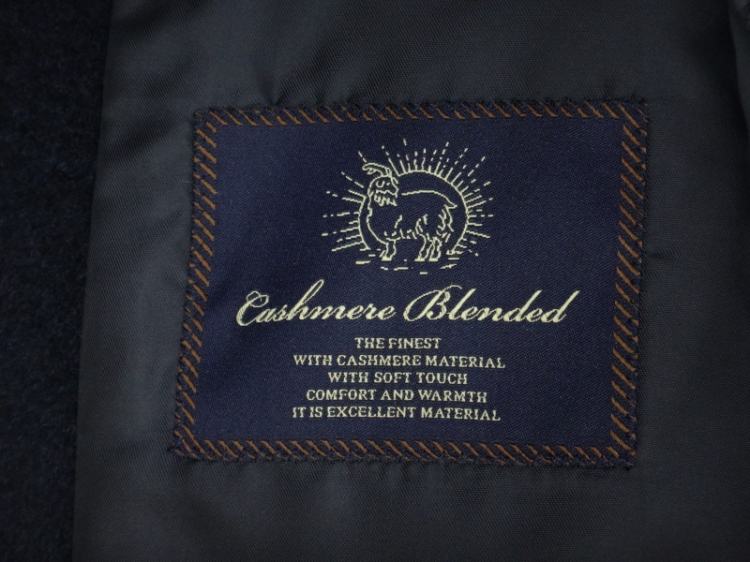 Cashmere Blended
THE FINEST
WITH CASHMERE MATERIAL
WITH SOFT TOUCH
COMFORT AND WARMTH
IT IS EXCELLENT MATERIAL